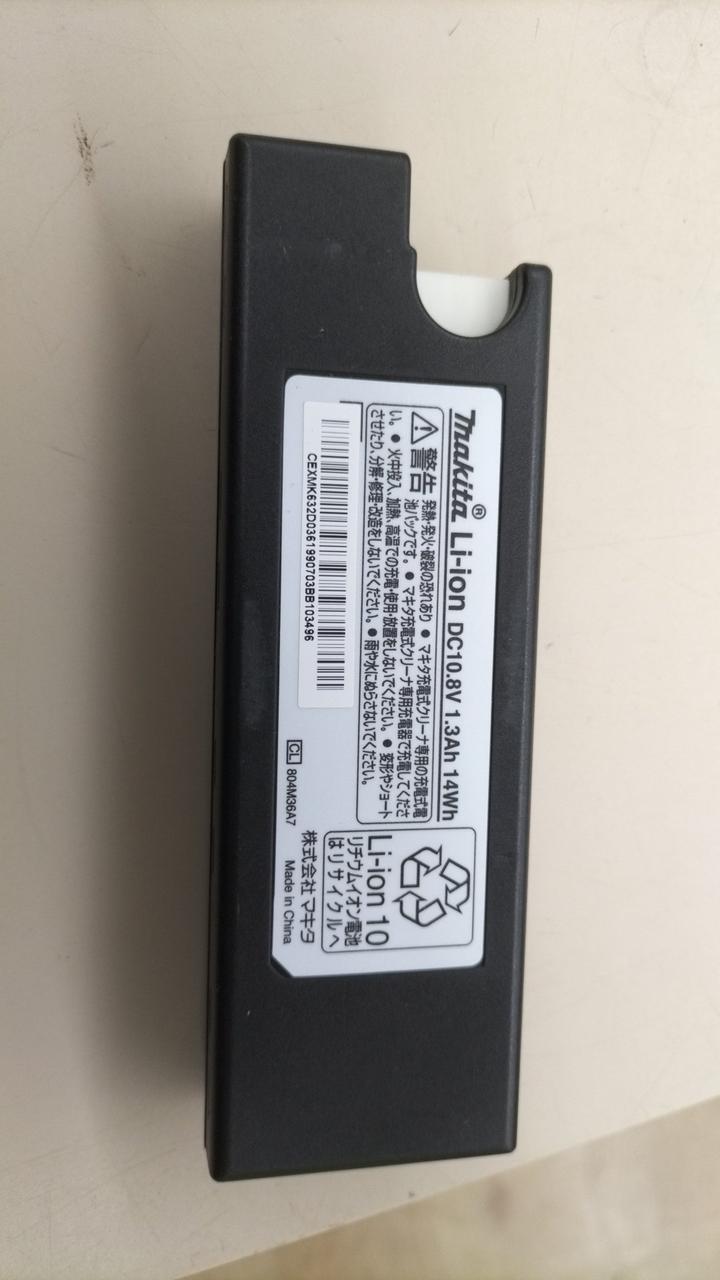 makita® Li-ion DC10.8V 1.3Ah 14Wh
警告 発熱・発火・破裂の恐れあり ● マキタ充電式クリーナ専用の充電式電
池パックです。 ● マキタ充電式クリーナ専用充電器で充電してくださ
い。 ● 火中投入、加熱、高温での充電・使用・放置をしないでください。 ● 変形やショート
させたり、分解・修理・改造をしないでください。 ● 雨や水にぬらさないでください。
CEXMK632D0361990703BB103496
CL 804M36A7
Li-ion 10
リチウムイオン電池
はリサイクルへ
株式会社マキタ
Made in China